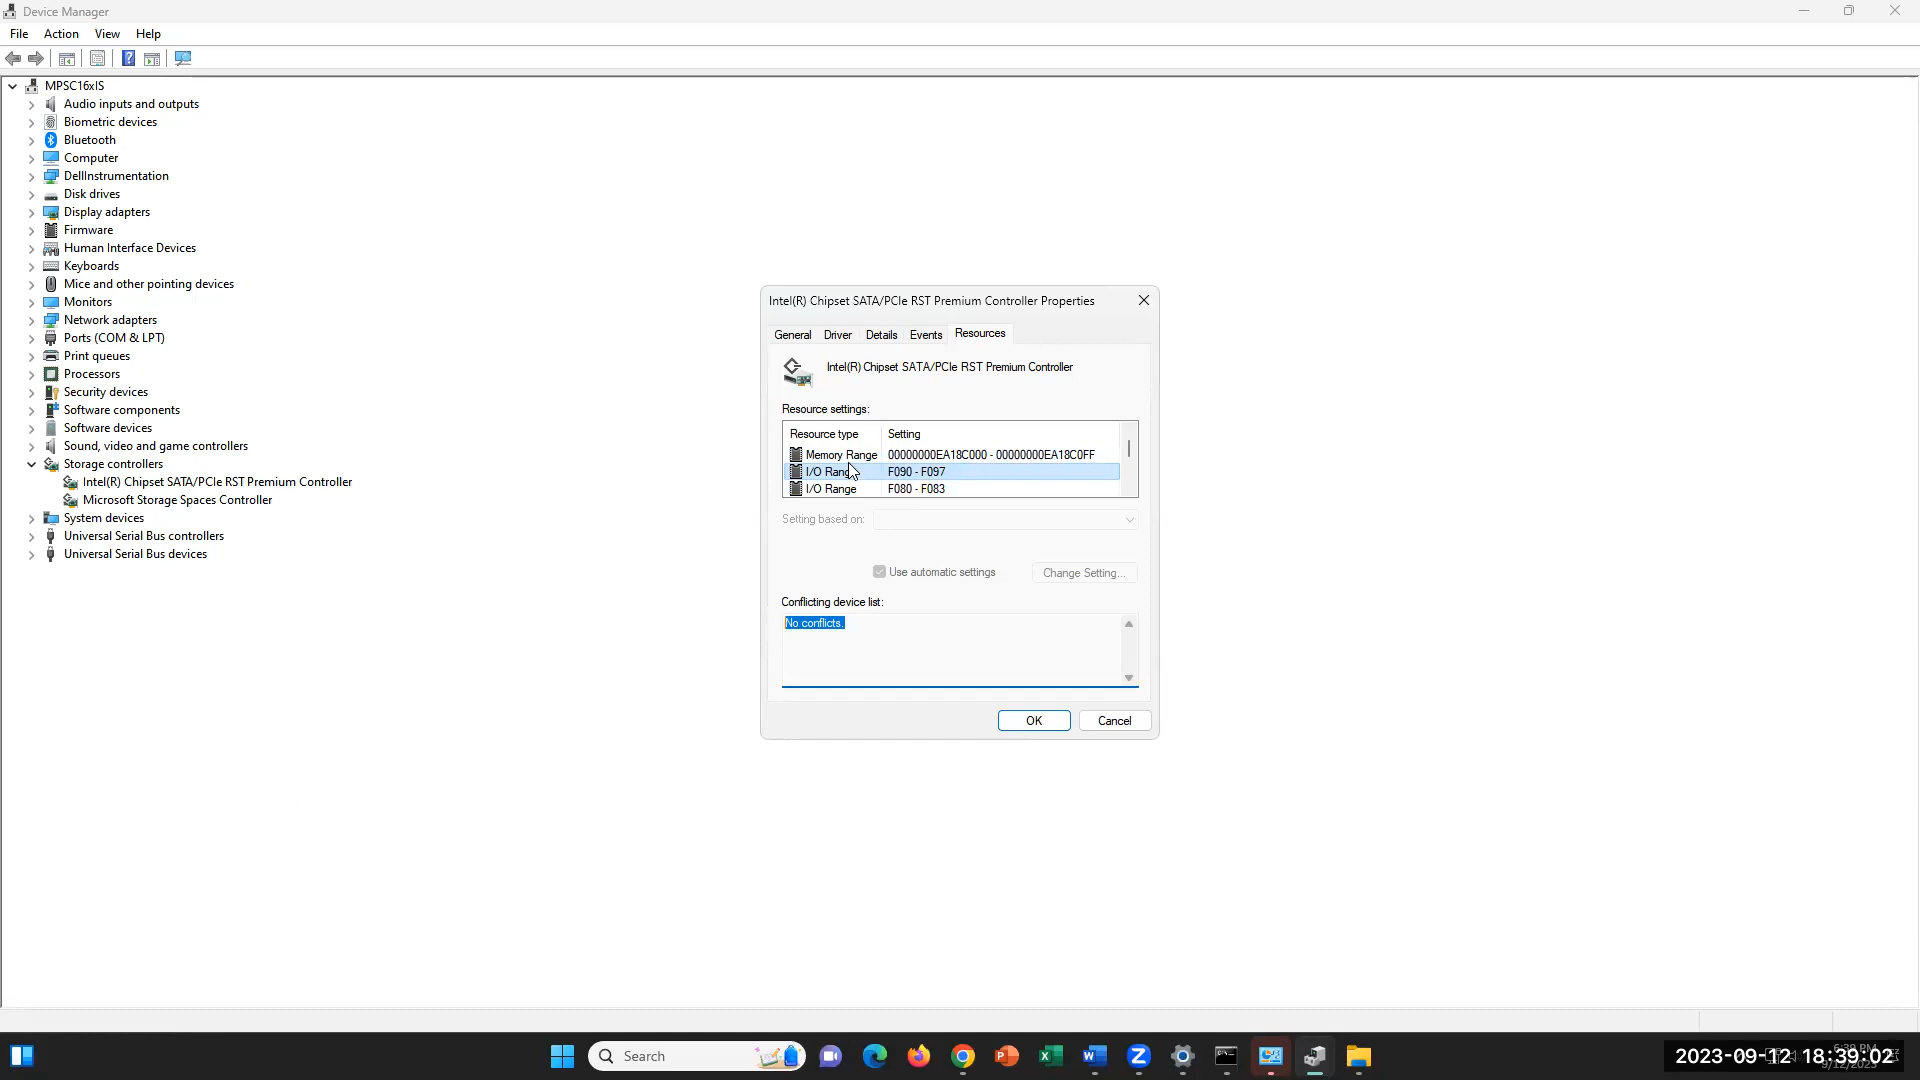 Device Manager
File Action View Help
MPSC16xIS
Audio inputs and outputs
Biometric devices
Bluetooth
Computer
DellInstrumentation
Disk drives
Display adapters
Firmware
Human Interface Devices
Keyboards
Mice and other pointing devices
Monitors
Network adapters
Ports (COM & LPT)
Print queues
Processors
Security devices
Software components
Software devices
Sound, video and game controllers
Storage controllers
Intel(R) Chipset SATA/PCIe RST Premium Controller
Microsoft Storage Spaces Controller
System devices
Universal Serial Bus controllers
Universal Serial Bus devices
Intel(R) Chipset SATA/PCIe RST Premium Controller Properties
General Driver Details Events Resources
Intel(R) Chipset SATA/PCIe RST Premium Controller
Resource settings:
Resource type Setting
Memory Range 00000000EA18C000 - 00000000EA18C0FF
I/O F090 - F097
I/O Range F080 - F083
Setting based on:
Use automatic settings Change Setting...
Conflicting device list:
No conflicts.
OK Cancel
Search
2023-09-12 18:39:02